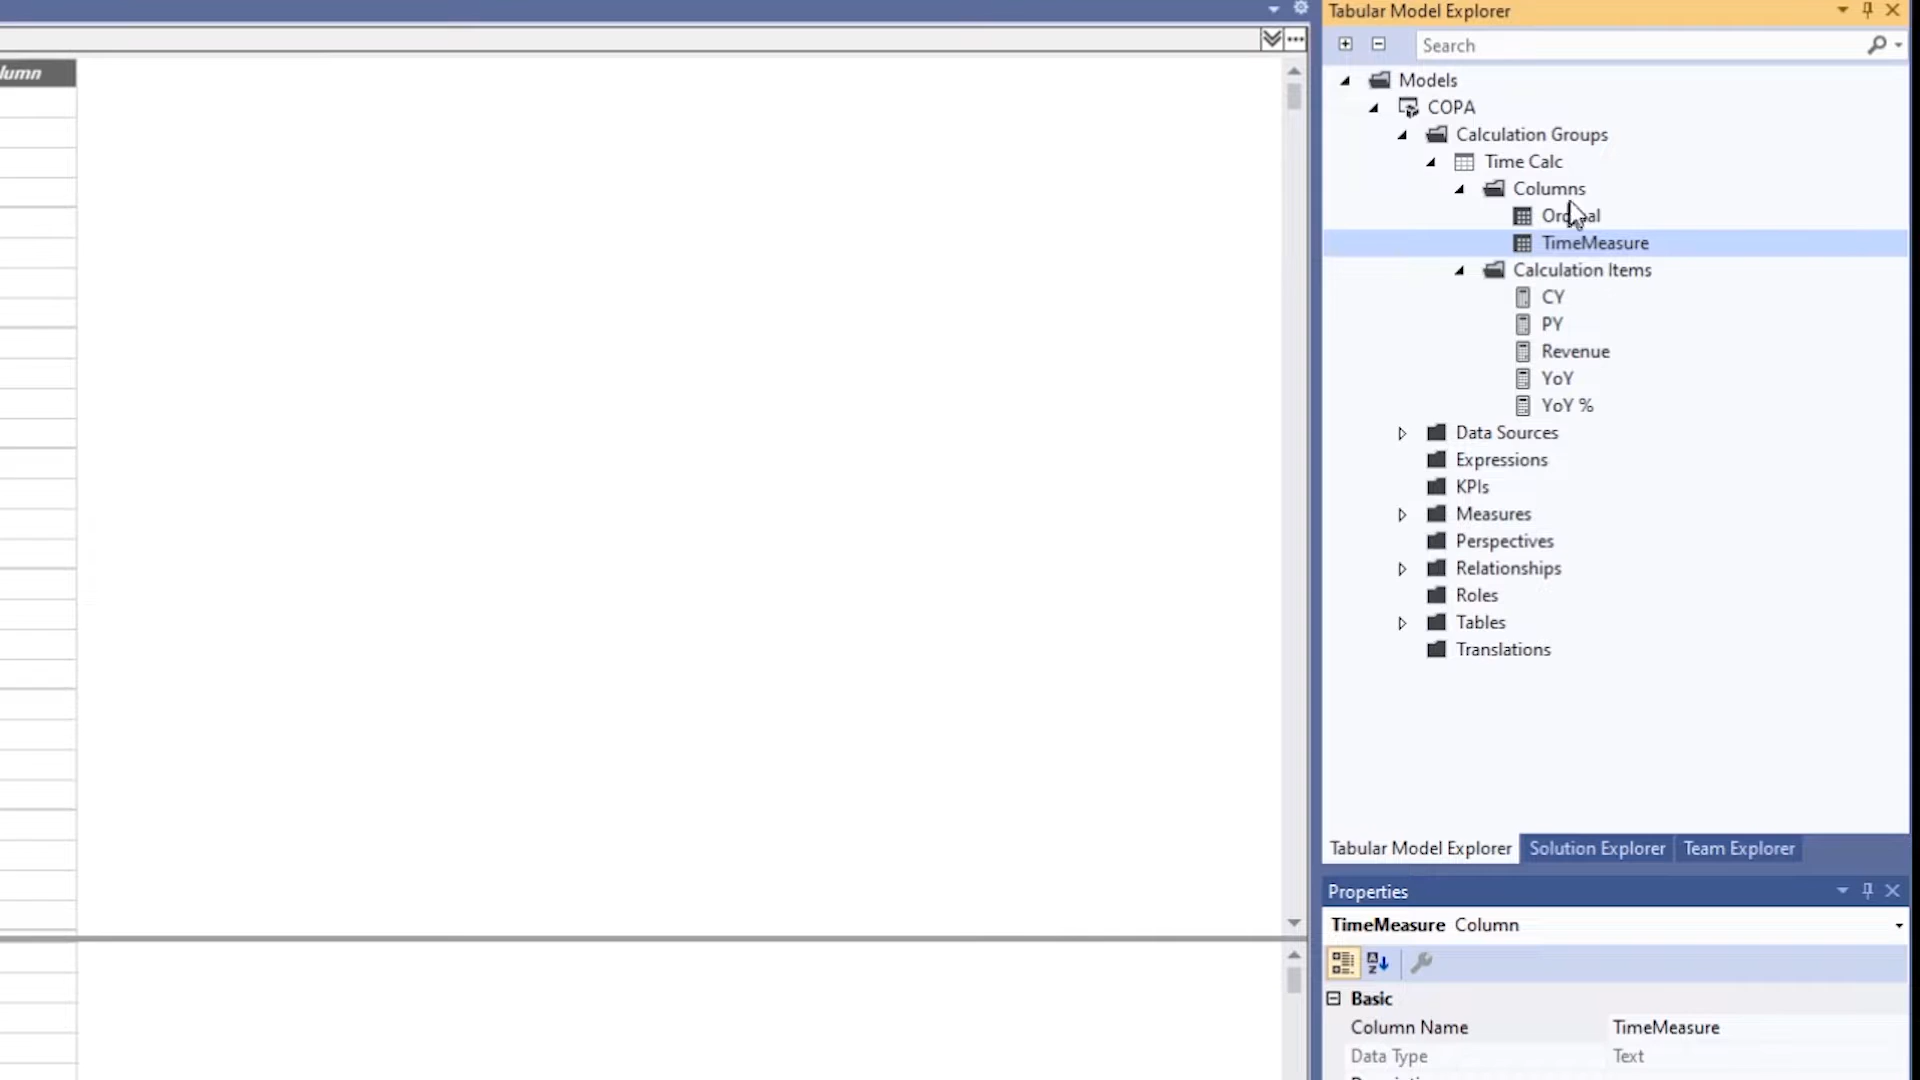 Tabular Model Explorer
lumn
Search
Models
COPA
Calculation Groups
Time Calc
Columns
TimeMeasure
Calculation Items
CY
PY
Revenue
YoY
YoY %
Data Sources
Expressions
KPIs
Measures
Perspectives
Relationships
Roles
Tables
Translations
Tabular Model Explorer Solution Explorer Team Explorer
Properties
TimeMeasure Column
Basic
Column Name TimeMeasure
Data Type Text